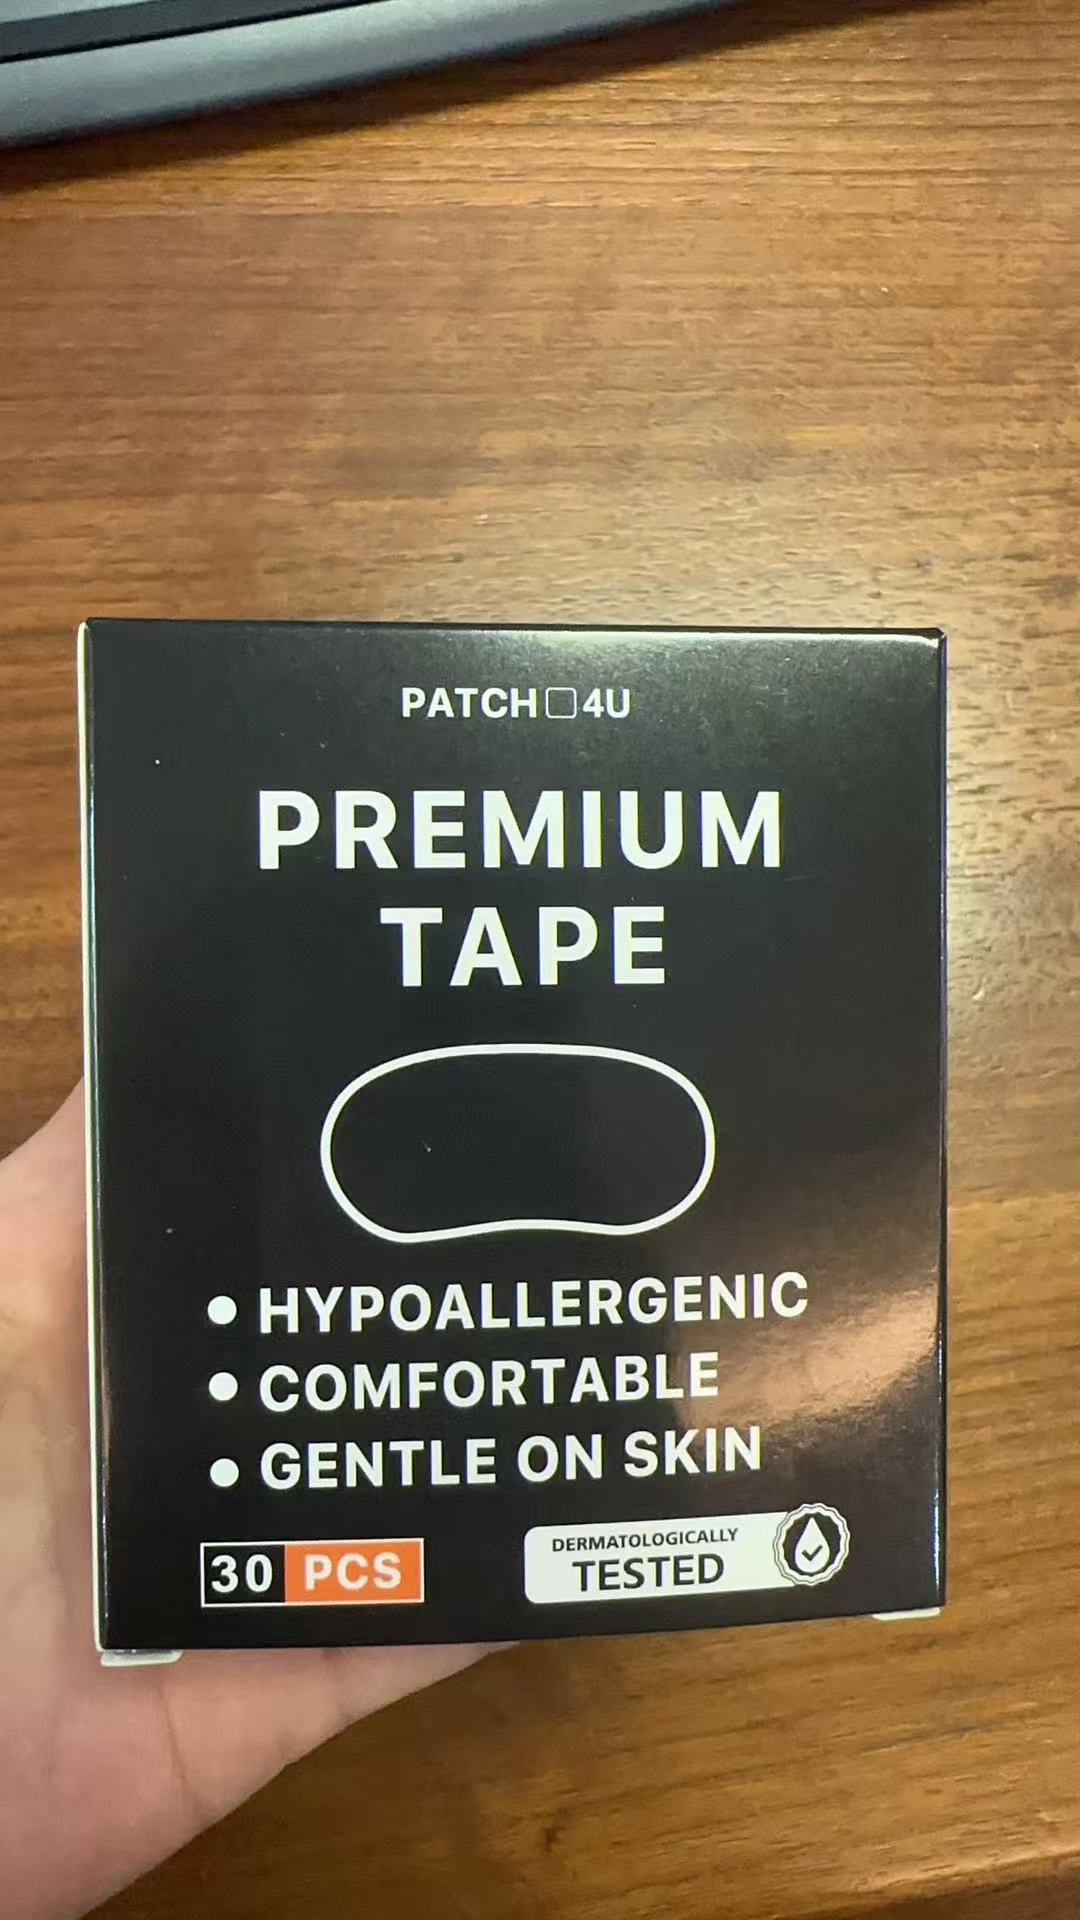 PATCH▢4U
PREMIUM
TAPE
• HYPOALLERGENIC
• COMFORTABLE
• GENTLE ON SKIN
30 PCS
DERMATOLOGICALLY
TESTED